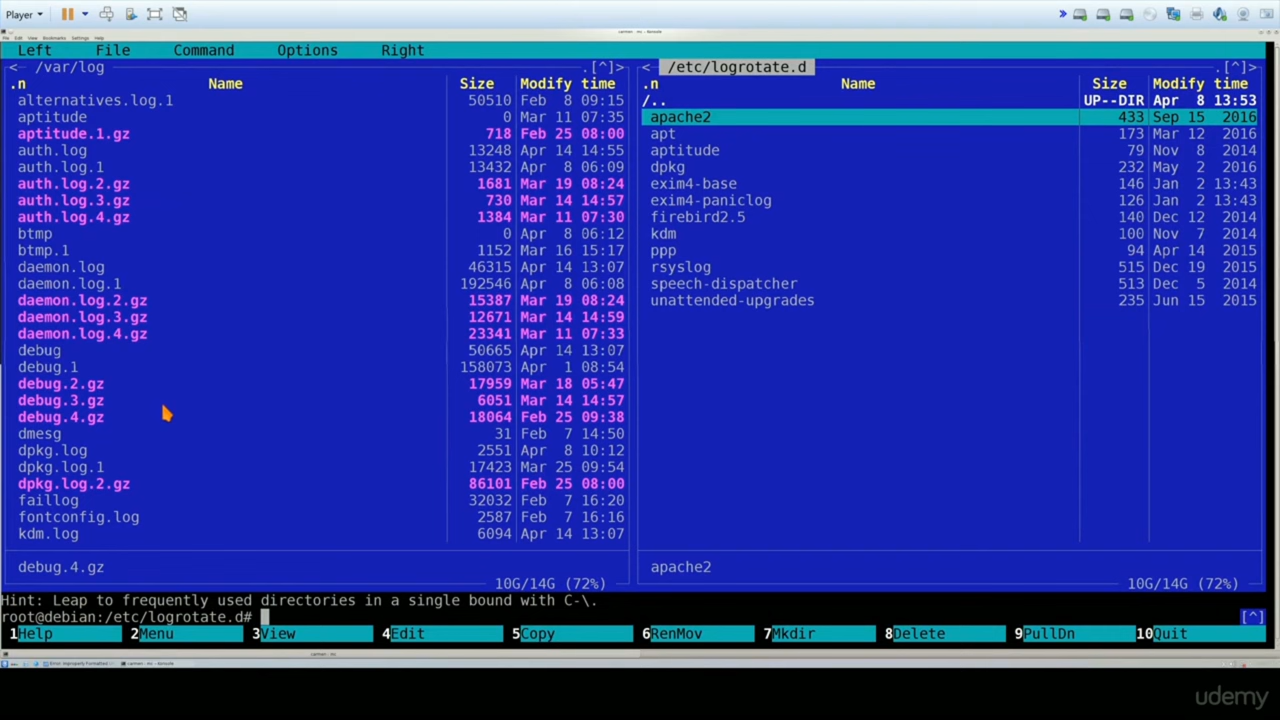 Player
File Edit View Bookmarks Settings Help
carmen : mc - Konsole
Left File Command Options Right
<- /var/log .[^]>
.n Name Size Modify time
alternatives.log.1 50510 Feb 8 09:15
aptitude 0 Mar 11 07:35
aptitude.1.gz 718 Feb 25 08:00
auth.log 13248 Apr 14 14:55
auth.log.1 13432 Apr 8 06:09
auth.log.2.gz 1681 Mar 19 08:24
auth.log.3.gz 730 Mar 14 14:57
auth.log.4.gz 1384 Mar 11 07:30
btmp 0 Apr 8 06:12
btmp.1 1152 Mar 16 15:17
daemon.log 46315 Apr 14 13:07
daemon.log.1 192546 Apr 8 06:08
daemon.log.2.gz 15387 Mar 19 08:24
daemon.log.3.gz 12671 Mar 14 14:59
daemon.log.4.gz 23341 Mar 11 07:33
debug 50665 Apr 14 13:07
debug.1 158073 Apr 1 08:54
debug.2.gz 17959 Mar 18 05:47
debug.3.gz 6051 Mar 14 14:57
debug.4.gz 18064 Feb 25 09:38
dmesg 31 Feb 7 14:50
dpkg.log 2551 Apr 8 10:12
dpkg.log.1 17423 Mar 25 09:54
dpkg.log.2.gz 86101 Feb 25 08:00
faillog 32032 Feb 7 16:20
fontconfig.log 2587 Feb 7 16:16
kdm.log 6094 Apr 14 13:07
debug.4.gz
10G/14G (72%)
<- /etc/logrotate.d .[^]>
.n Name Size Modify time
/.. UP--DIR Apr 8 13:53
apache2 433 Sep 15 2016
apt 173 Mar 12 2016
aptitude 79 Nov 8 2014
dpkg 232 May 2 2016
exim4-base 146 Jan 2 13:43
exim4-paniclog 126 Jan 2 13:43
firebird2.5 140 Dec 12 2014
kdm 100 Nov 7 2014
ppp 94 Apr 14 2015
rsyslog 515 Dec 19 2015
speech-dispatcher 513 Dec 5 2014
unattended-upgrades 235 Jun 15 2015
apache2
10G/14G (72%)
Hint: Leap to frequently used directories in a single bound with C-\.
root@debian:/etc/logrotate.d# [^]
1Help 2Menu 3View 4Edit 5Copy 6RenMov 7Mkdir 8Delete 9PullDn 10Quit
carmen : mc
Error: Improperly Formatted carmen : mc - Konsole
udemy